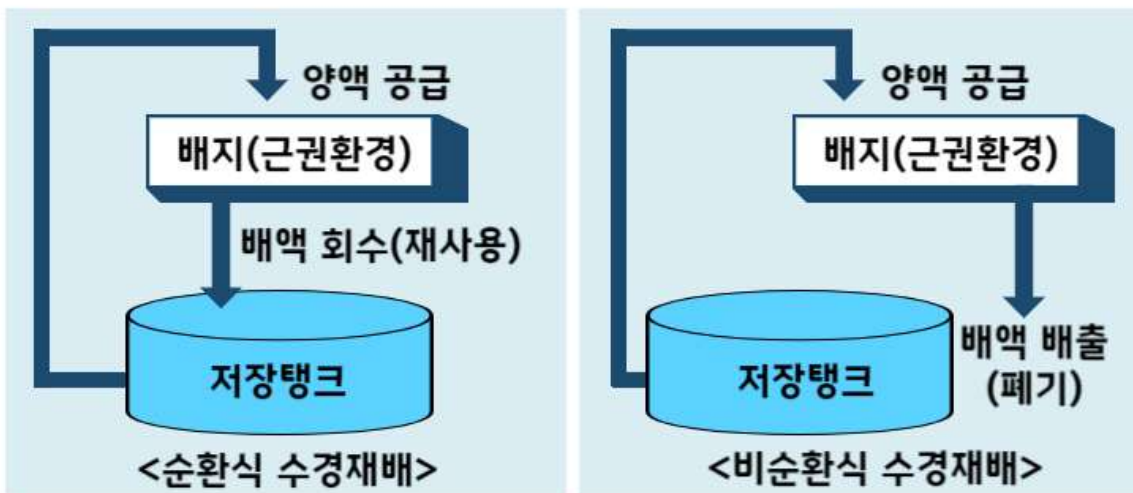 양액 공급
배지(근권환경)
배액 회수(재사용)
저장탱크
<순환식 수경재배>
양액 공급
배지(근권환경)
배액 배출
(폐기)
저장탱크
<비순환식 수경재배>